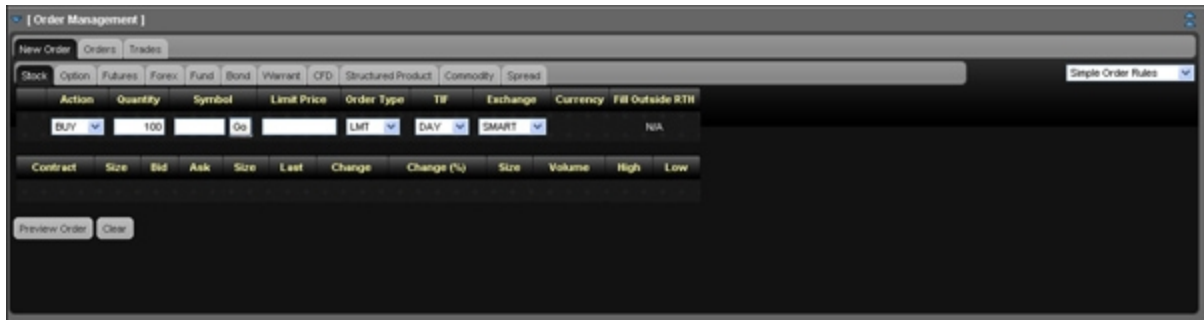 [ Order Management ]
New Order Orders Trades
Stock Option Futures Forex Fund Bond Warrant CFD Structured Product Commodity Spread Simple Order Rules
Action Quantity Symbol Limit Price Order Type TIF Exchange Currency Fill Outside RTH
BUY 100 Go LMT DAY SMART N/A
Contract Size Bid Ask Size Last Change Change (%) Size Volume High Low
Preview Order Clear